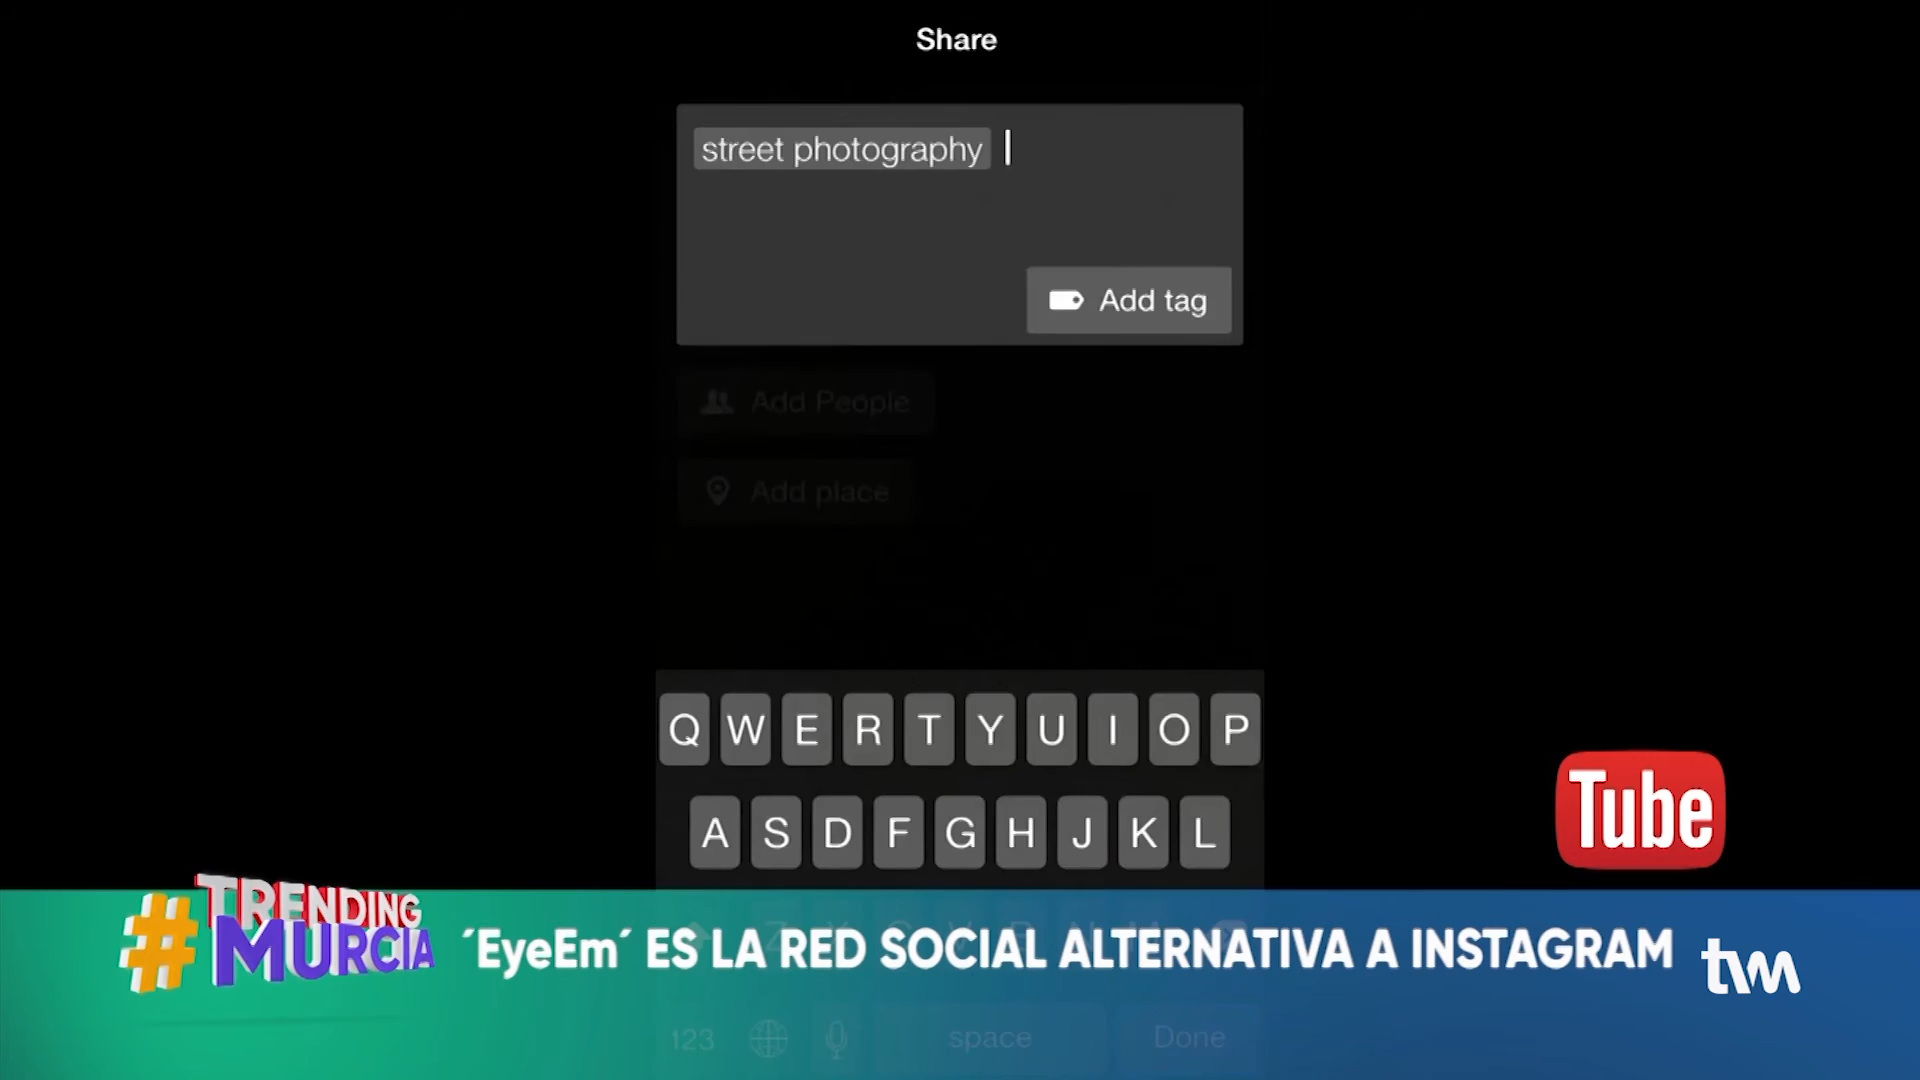 Share
street photography
Add tag
Add People
Add place
Q W E R T Y U I O P
A S D F G H J K L
Tube
#TRENDING
MURCIA
´EyeEm´ ES LA RED SOCIAL ALTERNATIVA A INSTAGRAM
tvm
123
space
Done